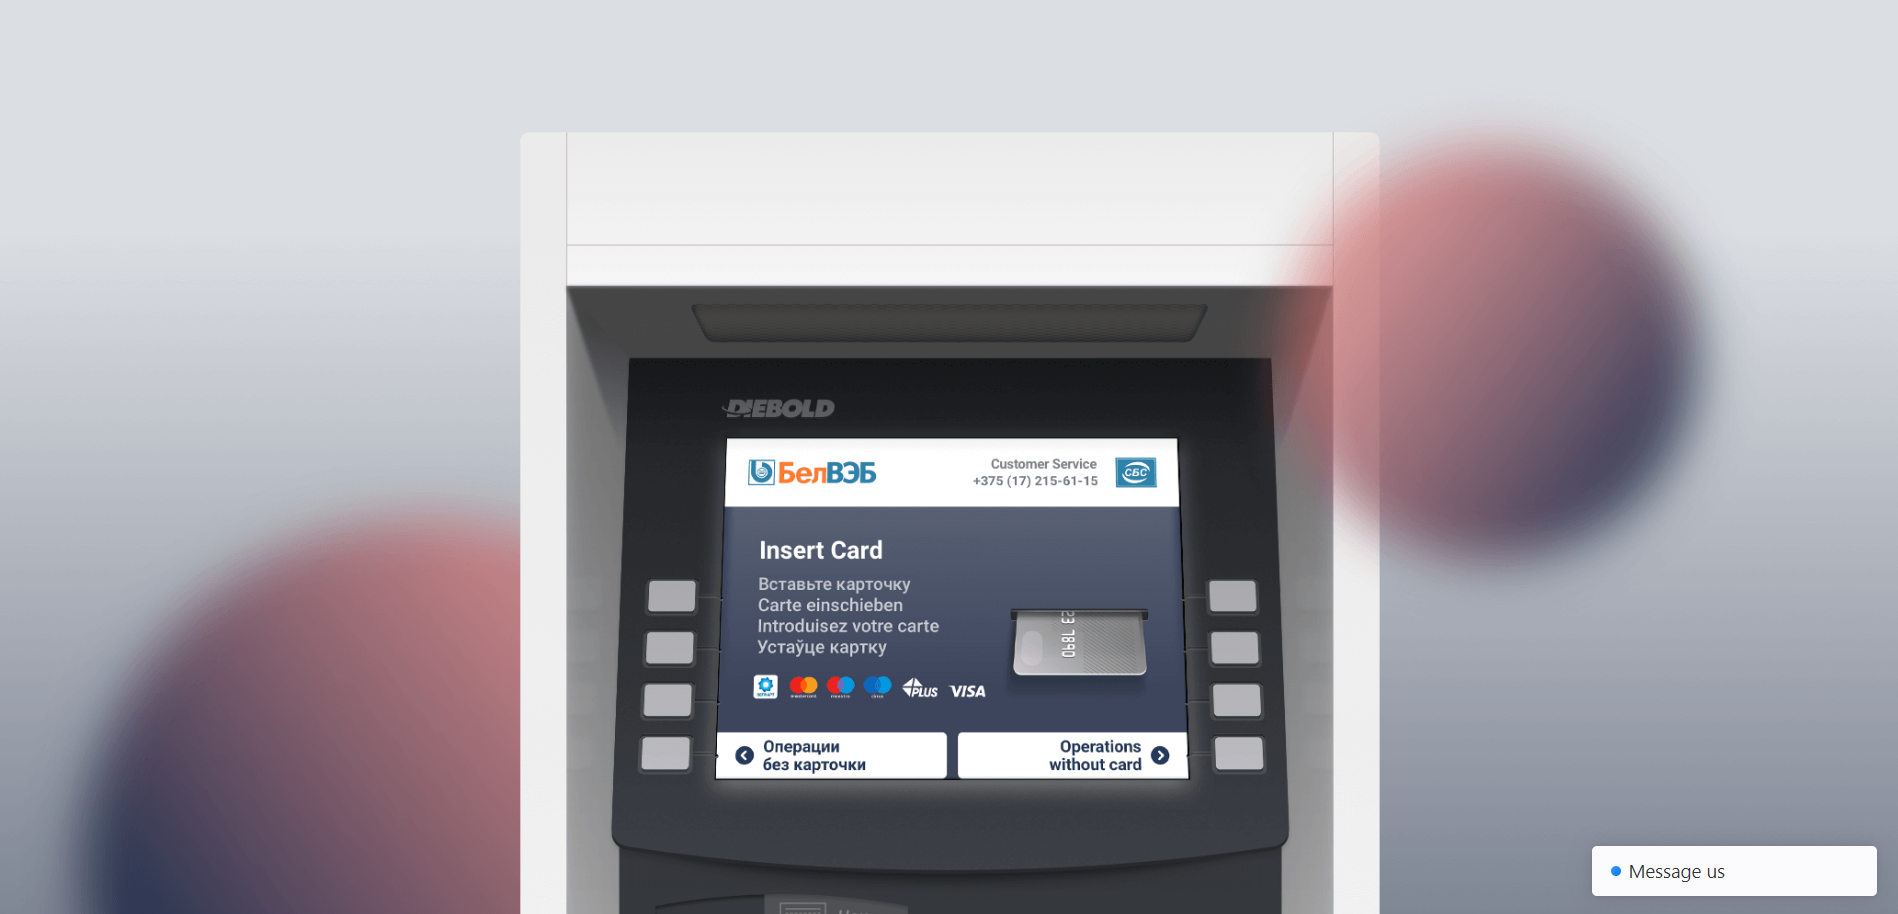 DIEBOLD
БелВЭБ
Customer Service
+375 (17) 215-61-15
СБС
Insert Card
Вставьте карточку
Carte einschieben
Introduisez votre carte
Устаўце картку
PLUS
VISA
Операции
без карточки
Operations
without card
Message us